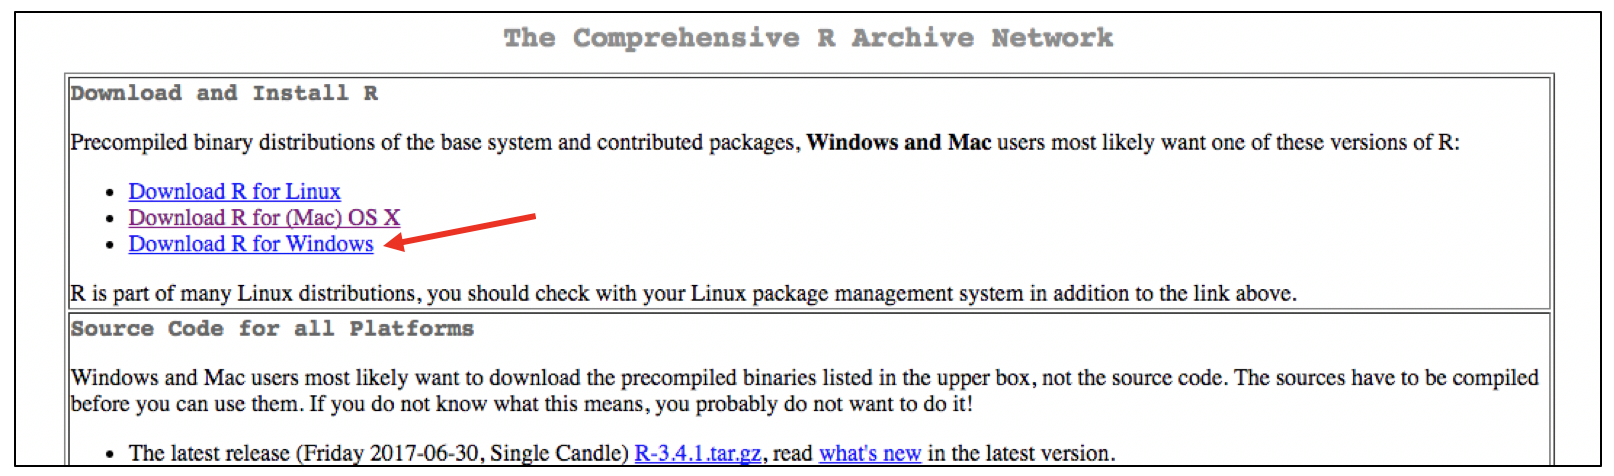 The Comprehensive R Archive Network
Download and Install R
Precompiled binary distributions of the base system and contributed packages, Windows and Mac users most likely want one of these versions of R:
• Download R for Linux
• Download R for (Mac) OS X
• Download R for Windows
R is part of many Linux distributions, you should check with your Linux package management system in addition to the link above.
Source Code for all Platforms
Windows and Mac users most likely want to download the precompiled binaries listed in the upper box, not the source code. The sources have to be compiled
before you can use them. If you do not know what this means, you probably do not want to do it!
• The latest release (Friday 2017-06-30, Single Candle) R-3.4.1.tar.gz, read what's new in the latest version.